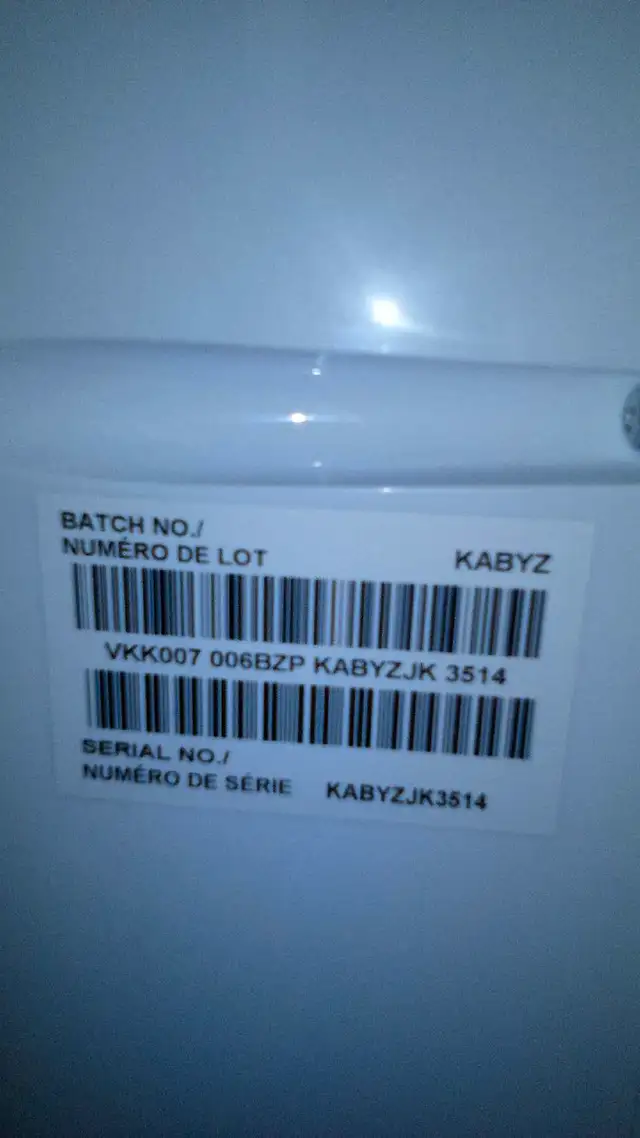 BATCH NO./
NUMÉRO DE LOT KABYZ
VKK007 006BZP KABYZJK 3514
SERIAL NO./
NUMÉRO DE SÉRIE KABYZJK3514